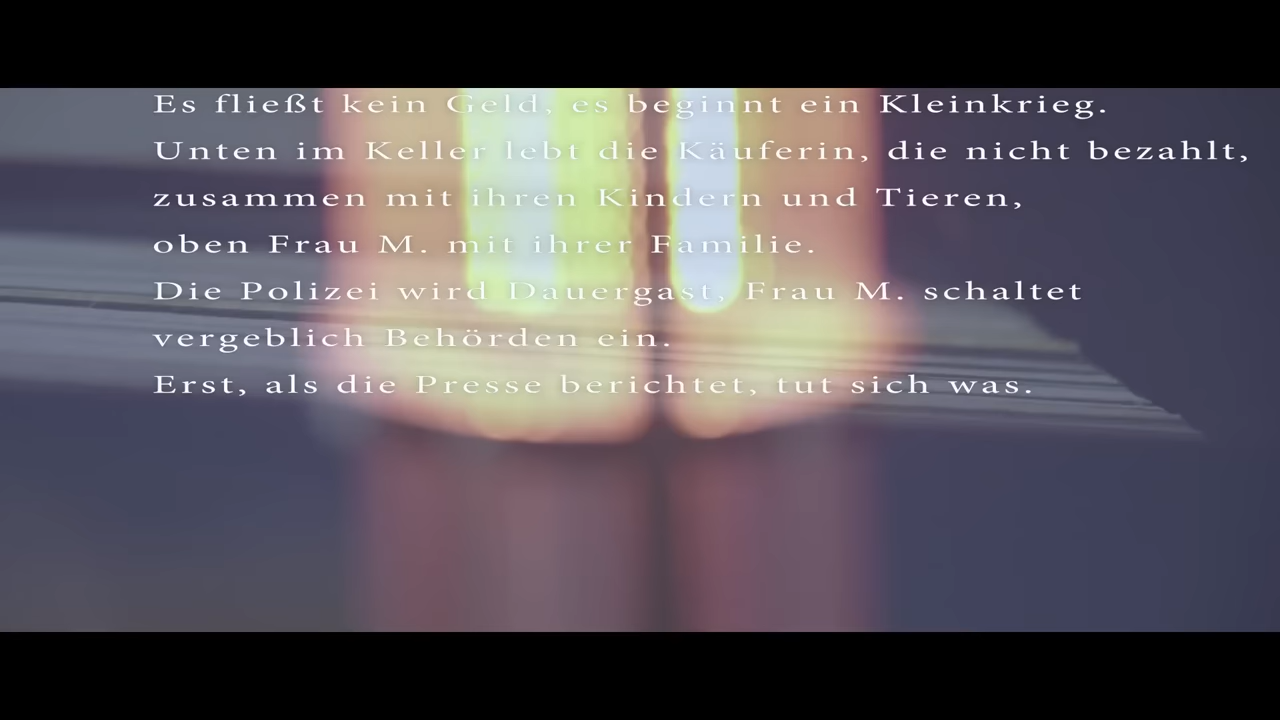 Es fließt kein Geld, es beginnt ein Kleinkrieg.
Unten im Keller lebt die Käuferin, die nicht bezahlt,
zusammen mit ihren Kindern und Tieren,
oben Frau M. mit ihrer Familie.
Die Polizei wird Dauergast, Frau M. schaltet
vergeblich Behörden ein.
Erst, als die Presse berichtet, tut sich was.